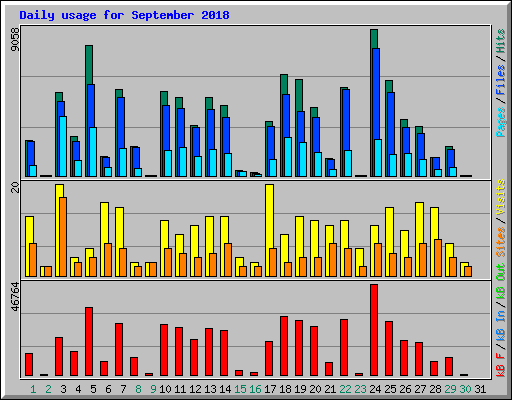 Daily usage for September 2018
9058
Pages / Files / Hits
20
Sites / Visits
46764
kB F / kB In / kB Out
1 2 3 4 5 6 7 8 9 10 11 12 13 14 15 16 17 18 19 20 21 22 23 24 25 26 27 28 29 30 31